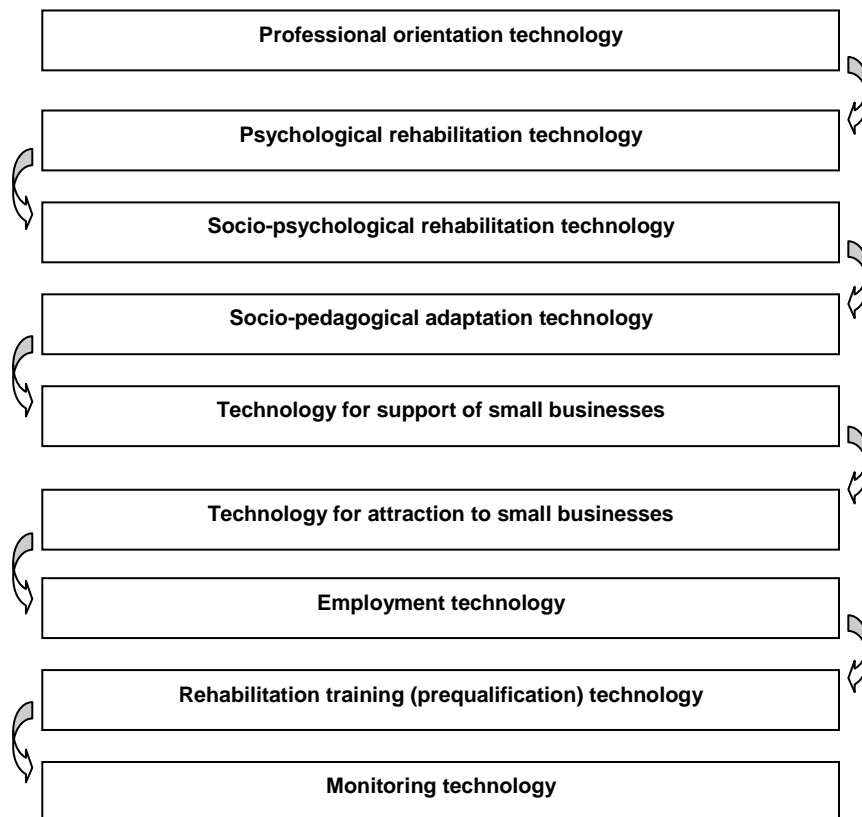 Professional orientation technology
Psychological rehabilitation technology
Socio-psychological rehabilitation technology
Socio-pedagogical adaptation technology
Technology for support of small businesses
Technology for attraction to small businesses
Employment technology
Rehabilitation training (prequalification) technology
Monitoring technology